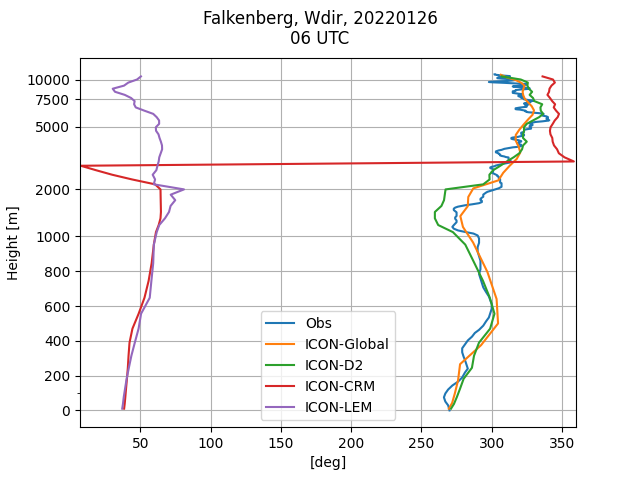 Falkenberg, Wdir, 20220126
06 UTC
10000
7500
5000
2000
1000
800
600
400
200
0
Height [m]
Obs
ICON-Global
ICON-D2
ICON-CRM
ICON-LEM
50
100
150
200
250
300
350
[deg]